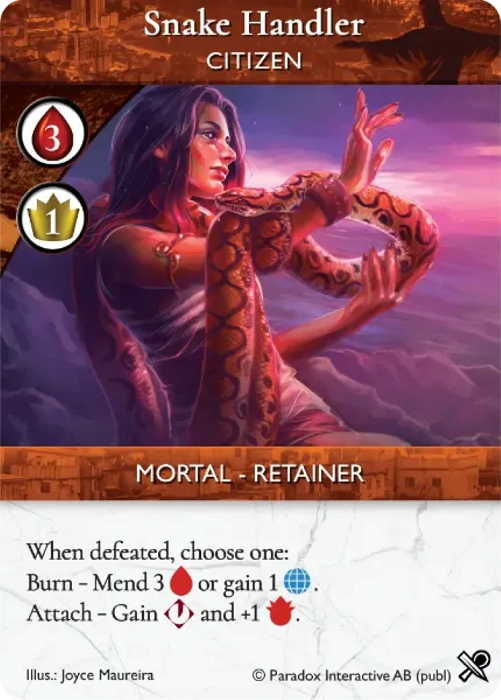 Snake Handler
CITIZEN
3
1
MORTAL - RETAINER
When defeated, choose one:
Burn - Mend 3 or gain 1 .
Attach - Gain and +1 .
Illus.: Joyce Maureira
© Paradox Interactive AB (publ)